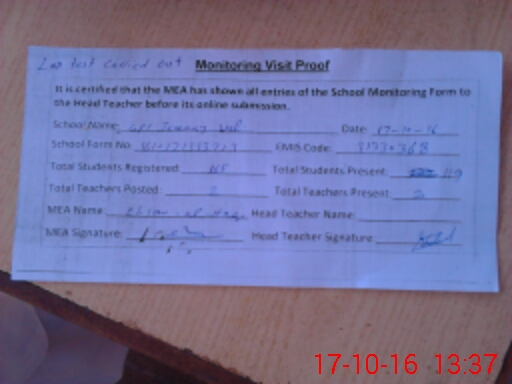 test carried out Monitoring Visit Proof
It is certified that the MEA has shown all entries of the School Monitoring Form to
the Head Teacher before its online submission.
School Name: Date: 17-10-16
School Form No: EMIS Code:
Total Students Registered: Total Students Present: 119
Total Teachers Posted: 2 Total Teachers Present: 2
MEA Name: Head Teacher Name:
MEA Signature: Head Teacher Signature:
17-10-16 13:37